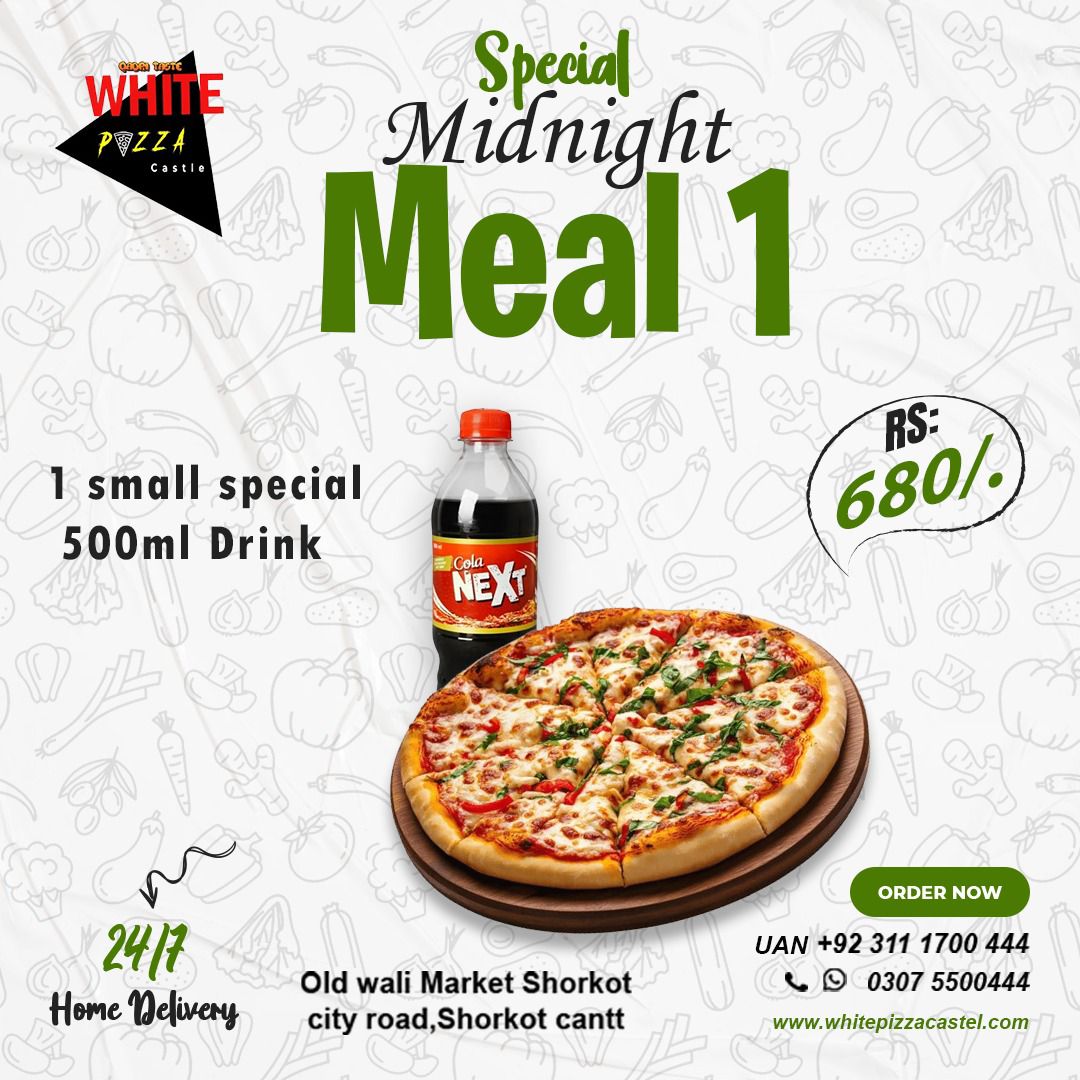 QADRI TASTE
WHITE
PIZZA
Castle
Special
Midnight
Meal 1
1 small special
500ml Drink
RS:
680/.
Cola
NEXT
24/7
Home Delivery
Old wali Market Shorkot
city road,Shorkot cantt
ORDER NOW
UAN +92 311 1700 444
0307 5500444
www.whitepizzacastel.com